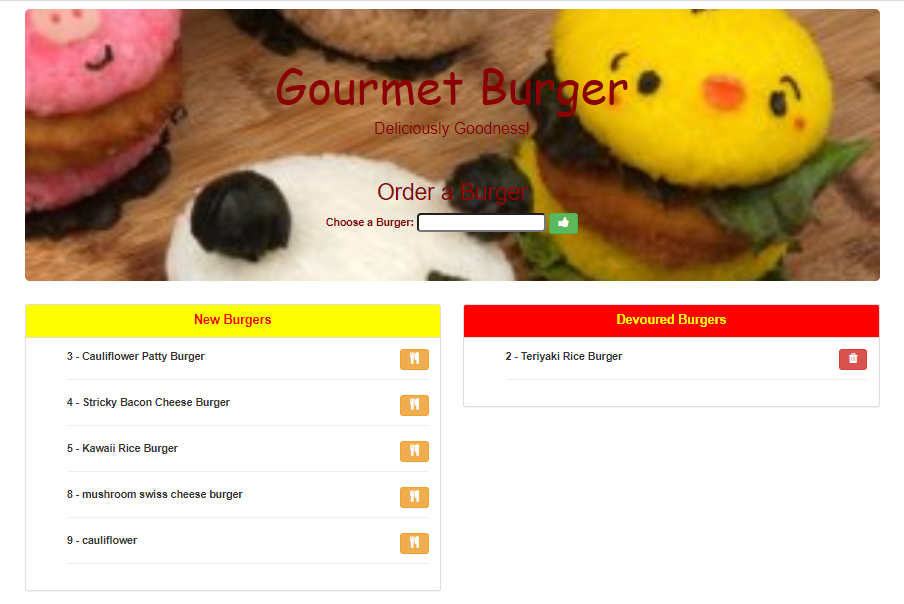 Gourmet Burger
Deliciously Goodness!
Order a Burger
Choose a Burger:
New Burgers
3 - Cauliflower Patty Burger
4 - Stricky Bacon Cheese Burger
5 - Kawaii Rice Burger
8 - mushroom swiss cheese burger
9 - cauliflower
Devoured Burgers
2 - Teriyaki Rice Burger